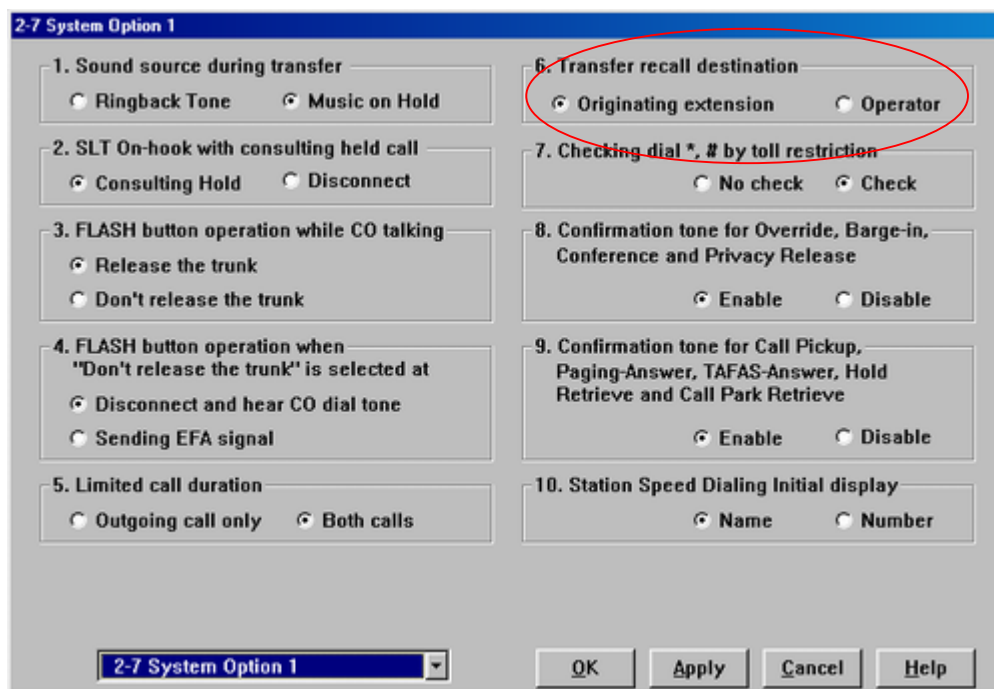 2-7 System Option 1
1. Sound source during transfer
Ringback Tone Music on Hold
2. SLT On-hook with consulting held call
Consulting Hold Disconnect
3. FLASH button operation while CO talking
Release the trunk
Don't release the trunk
4. FLASH button operation when
"Don't release the trunk" is selected at
Disconnect and hear CO dial tone
Sending EFA signal
5. Limited call duration
Outgoing call only Both calls
6. Transfer recall destination
Originating extension Operator
7. Checking dial *, # by toll restriction
No check Check
8. Confirmation tone for Override, Barge-in,
Conference and Privacy Release
Enable Disable
9. Confirmation tone for Call Pickup,
Paging-Answer, TAFAS-Answer, Hold
Retrieve and Call Park Retrieve
Enable Disable
10. Station Speed Dialing Initial display
Name Number
2-7 System Option 1
OK Apply Cancel Help